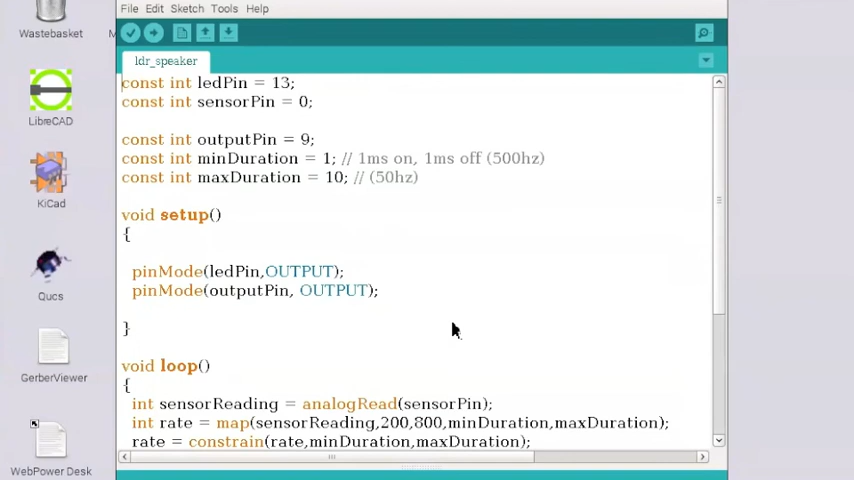 File Edit Sketch Tools Help
Wastebasket
ldr_speaker
const int ledPin = 13;
const int sensorPin = 0;
const int outputPin = 9;
const int minDuration = 1; // 1ms on, 1ms off (500hz)
const int maxDuration = 10; // (50hz)
void setup()
{
pinMode(ledPin,OUTPUT);
pinMode(outputPin, OUTPUT);
}
void loop()
{
int sensorReading = analogRead(sensorPin);
int rate = map(sensorReading,200,800,minDuration,maxDuration);
rate = constrain(rate,minDuration,maxDuration);
LibreCAD
KiCad
Qucs
GerberViewer
WebPower Desk